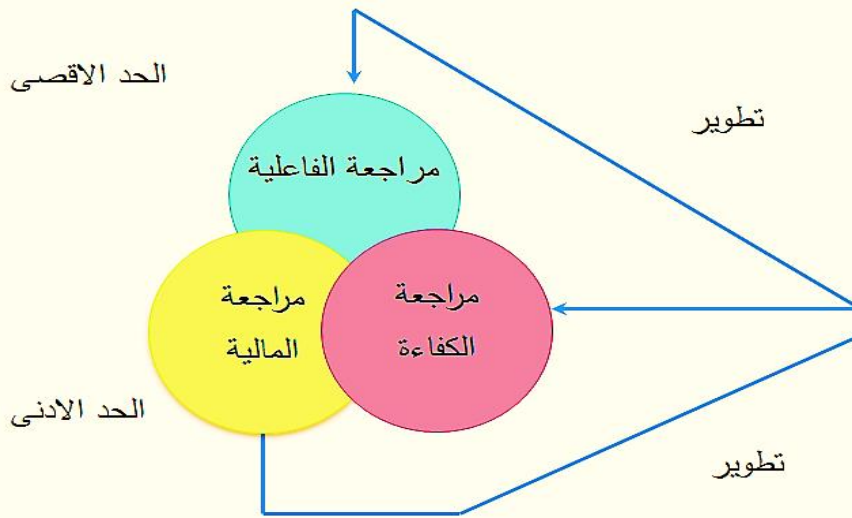 الحد الاقصى
تطوير
مراجعة الفاعلية
مراجعة
المالية
مراجعة
الكفاءة
الحد الادنى
تطوير